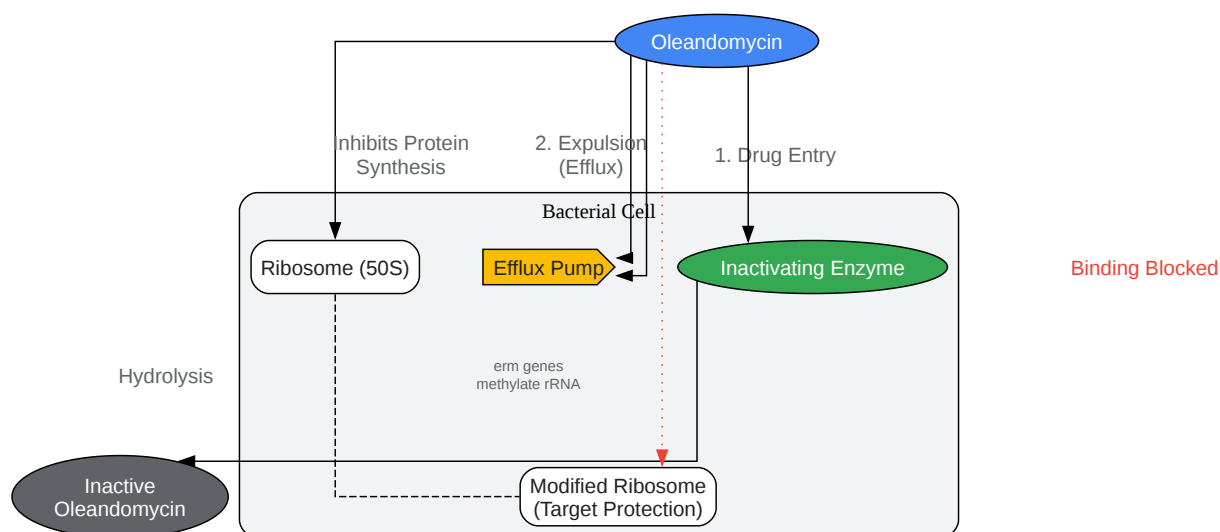 Oleandomycin
Inhibits Protein
Synthesis
2. Expulsion
(Efflux)
1. Drug Entry
Bacterial Cell
Ribosome (50S)
Efflux Pump
Inactivating Enzyme
Binding Blocked
Hydrolysis
erm genes
methylate rRNA
Inactive
Oleandomycin
Modified Ribosome
(Target Protection)